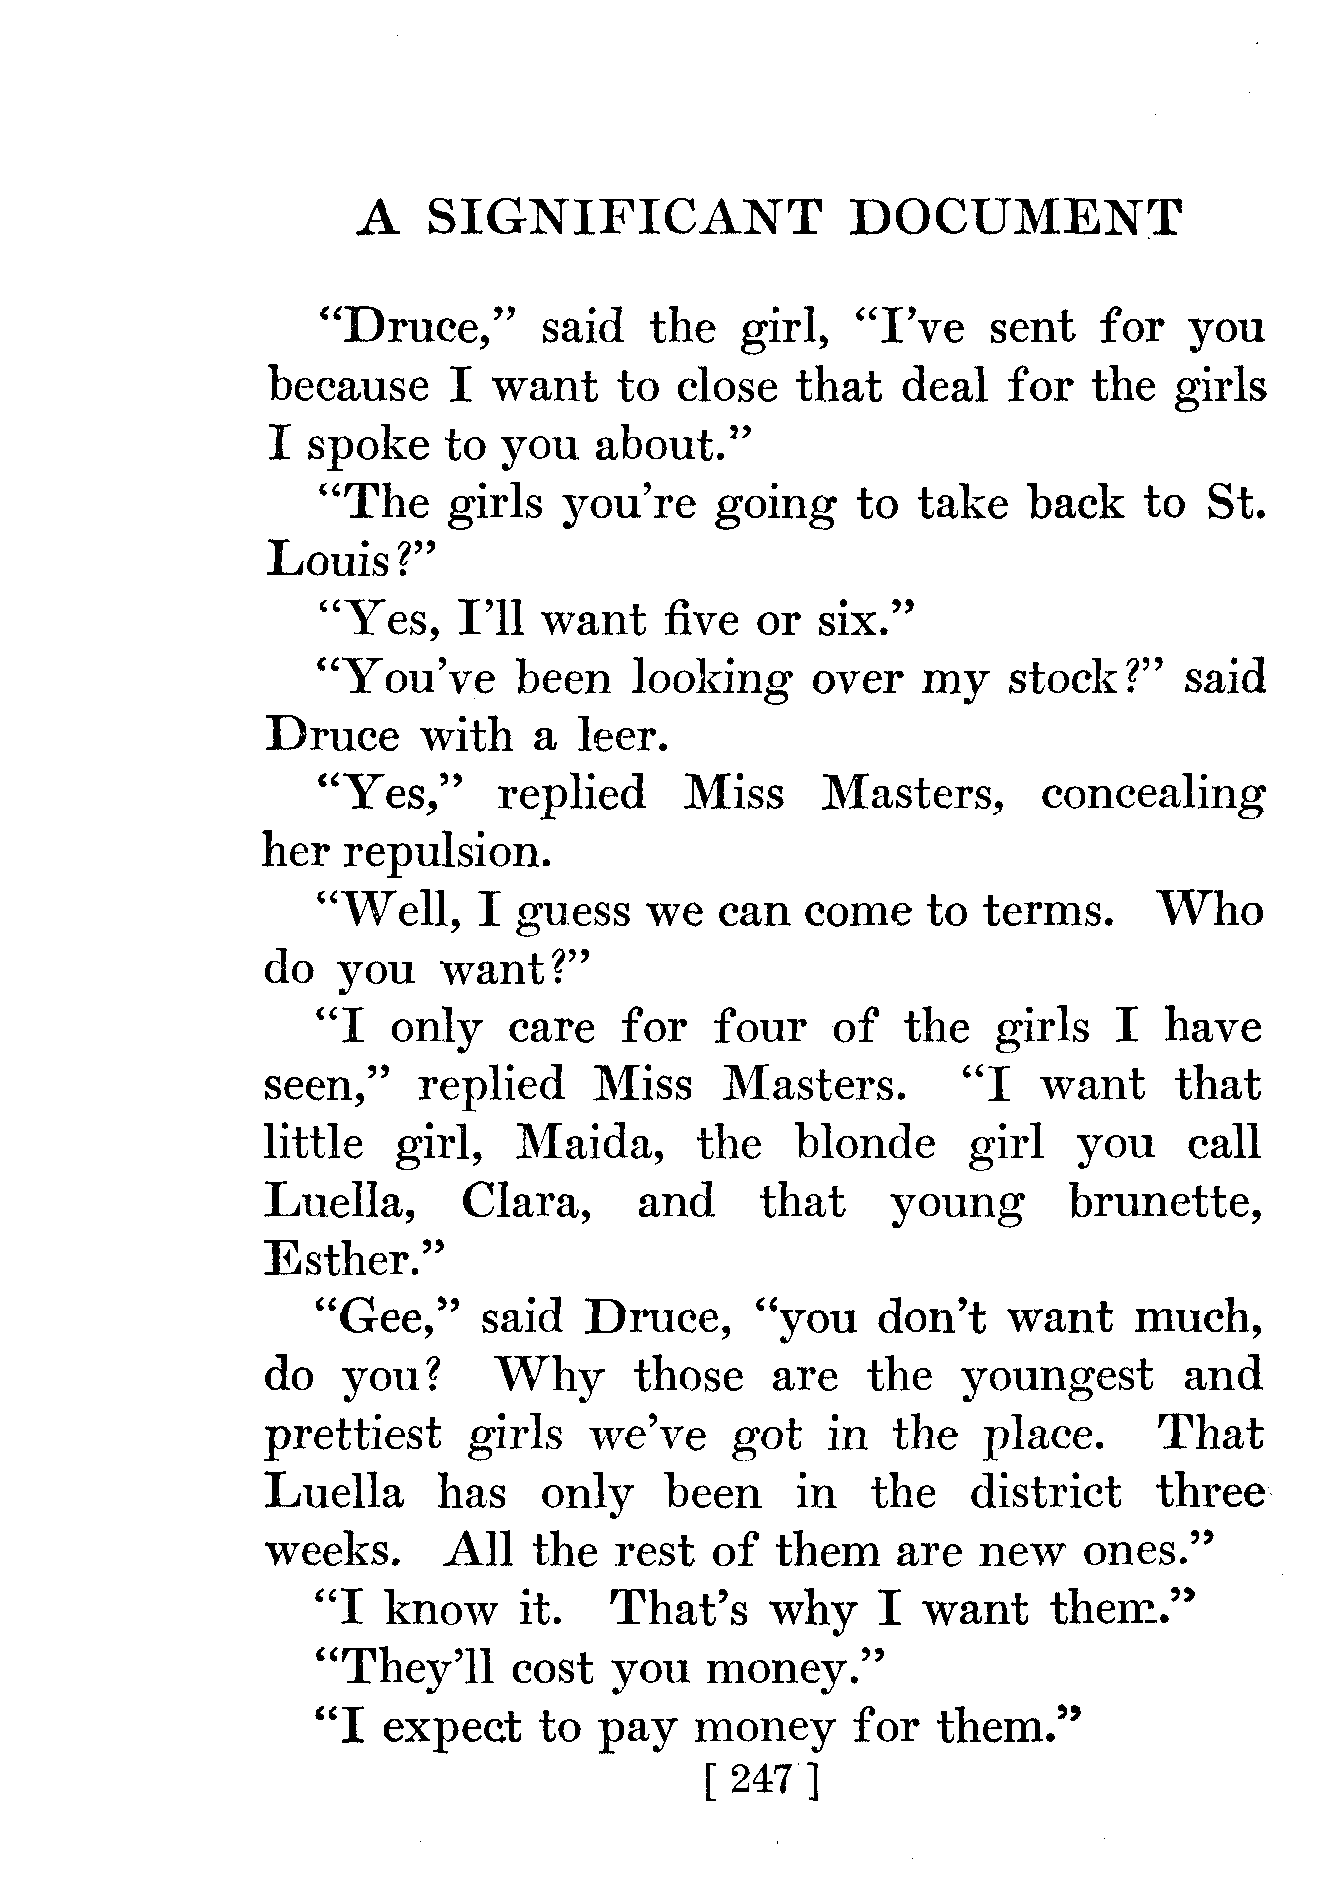 A SIGNIFICANT DOCUMENT
“Druce,” said the girl, “I’ve sent for you
because I want to close that deal for the girls
I spoke to you about.”
“The girls you’re going to take back to St.
Louis?”
“Yes, I’ll want five or six.”
“You’ve been looking over my stock?” said
Druce with a leer.
“Yes,” replied Miss Masters, concealing
her repulsion.
“Well, I guess we can come to terms. Who
do you want?”
“I only care for four of the girls I have
seen,” replied Miss Masters. “I want that
little girl, Maida, the blonde girl you call
Luella, Clara, and that young brunette,
Esther.”
“Gee,” said Druce, “you don’t want much,
do you? Why those are the youngest and
prettiest girls we’ve got in the place. That
Luella has only been in the district three
weeks. All the rest of them are new ones.”
“I know it. That’s why I want them.”
“They’ll cost you money.”
“I expect to pay money for them.”
[ 247 ]